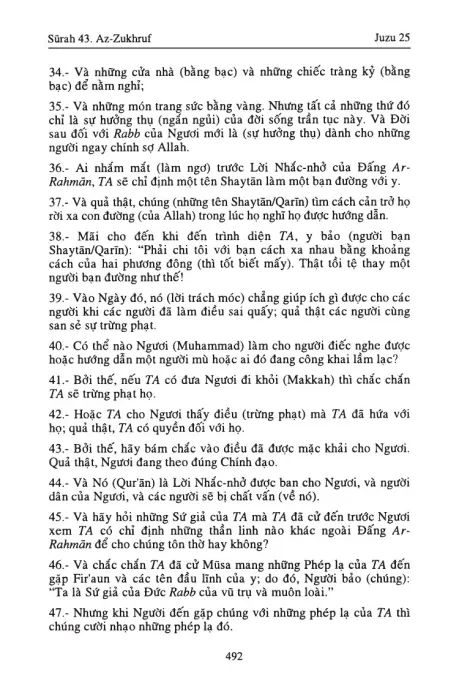 Sūrah 43. Az-Zukhruf Juzu 25
34.- Và những cửa nhà (bằng bạc) và những chiếc tràng kỷ (bằng
bạc) để nằm nghỉ;
35.- Và những món trang sức bằng vàng. Nhưng tất cả những thứ đó
chỉ là sự hưởng thụ (ngắn ngủi) của đời sống trần tục này. Và Đời
sau đối với Rabb của Ngươi mới là (sự hưởng thụ) dành cho những
người ngay chính sợ Allah.
36.- Ai nhắm mắt (làm ngơ) trước Lời Nhắc-nhở của Đấng Ar-
Rahmān, TA sẽ chỉ định một tên Shaytān làm một bạn đường với y.
37.- Và quả thật, chúng (những tên Shaytān/Qarīn) tìm cách cản trở họ
rời xa con đường (của Allah) trong lúc họ nghĩ họ được hướng dẫn.
38.- Mãi cho đến khi đến trình diện TA, y bảo (người bạn
Shaytān/Qarīn): “Phải chi tôi với bạn cách xa nhau bằng khoảng
cách của hai phương đông (thì tốt biết mấy). Thật tồi tệ thay một
người bạn đường như thế!
39.- Vào Ngày đó, nó (lời trách móc) chẳng giúp ích gì được cho các
người khi các người đã làm điều sai quấy; quả thật các người cùng
san sẻ sự trừng phạt.
40.- Có thể nào Ngươi (Muhammad) làm cho người điếc nghe được
hoặc hướng dẫn một người mù hoặc ai đó đang công khai lầm lạc?
41.- Bởi thế, nếu TA có đưa Ngươi đi khỏi (Makkah) thì chắc chắn
TA sẽ trừng phạt họ.
42.- Hoặc TA cho Ngươi thấy điều (trừng phạt) mà TA đã hứa với
họ; quả thật, TA có quyền đối với họ.
43.- Bởi thế, hãy bám chắc vào điều đã được mặc khải cho Ngươi.
Quả thật, Ngươi đang theo đúng Chính đạo.
44.- Và Nó (Qur'ān) là Lời Nhắc-nhở được ban cho Ngươi, và người
dân của Ngươi, và các người sẽ bị chất vấn (về nó).
45.- Và hãy hỏi những Sứ giả của TA mà TA đã cử đến trước Ngươi
xem TA có chỉ định những thần linh nào khác ngoài Đấng Ar-
Rahmān để cho chúng tôn thờ hay không?
46.- Và chắc chắn TA đã cử Mūsa mang những Phép lạ của TA đến
gặp Fir'aun và các tên đầu lĩnh của y; do đó, Người bảo (chúng):
“Ta là Sứ giả của Đức Rabb của vũ trụ và muôn loài.”
47.- Nhưng khi Người đến gặp chúng với những phép lạ của TA thì
chúng cười nhạo những phép lạ đó.
492